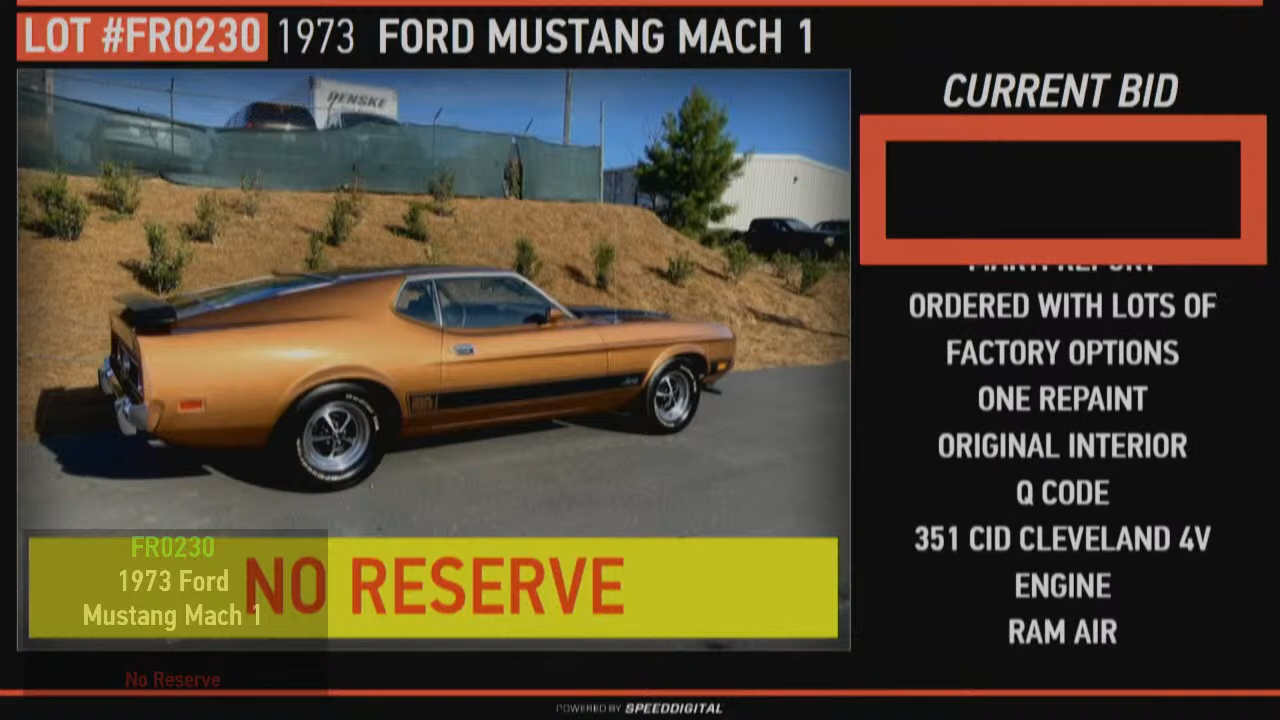 LOT #FR0230 1973 FORD MUSTANG MACH 1
CURRENT BID
PENSKE
MARTI REPORT
ORDERED WITH LOTS OF
FACTORY OPTIONS
ONE REPAINT
ORIGINAL INTERIOR
Q CODE
351 CID CLEVELAND 4V
ENGINE
RAM AIR
NO RESERVE
FR0230
1973 Ford
Mustang Mach 1
No Reserve
POWERED BY SPEEDDIGITAL